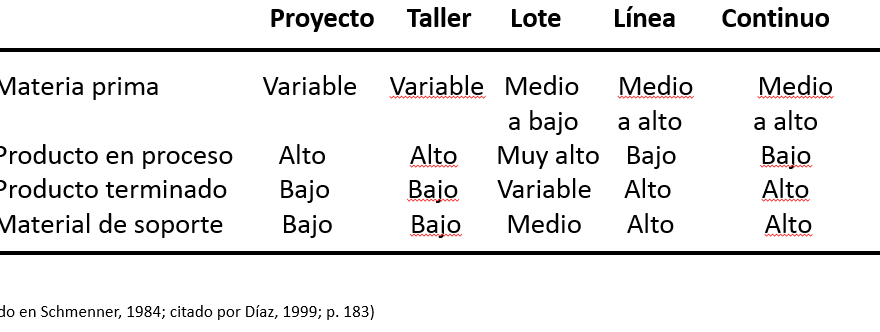 Proyecto Taller Lote Línea Continuo
Materia prima Variable Variable Medio Medio Medio
a bajo a alto a alto
Producto en proceso Alto Alto Muy alto Bajo Bajo
Producto terminado Bajo Bajo Variable Alto Alto
Material de soporte Bajo Bajo Medio Alto Alto
do en Schmenner, 1984; citado por Díaz, 1999; p. 183)